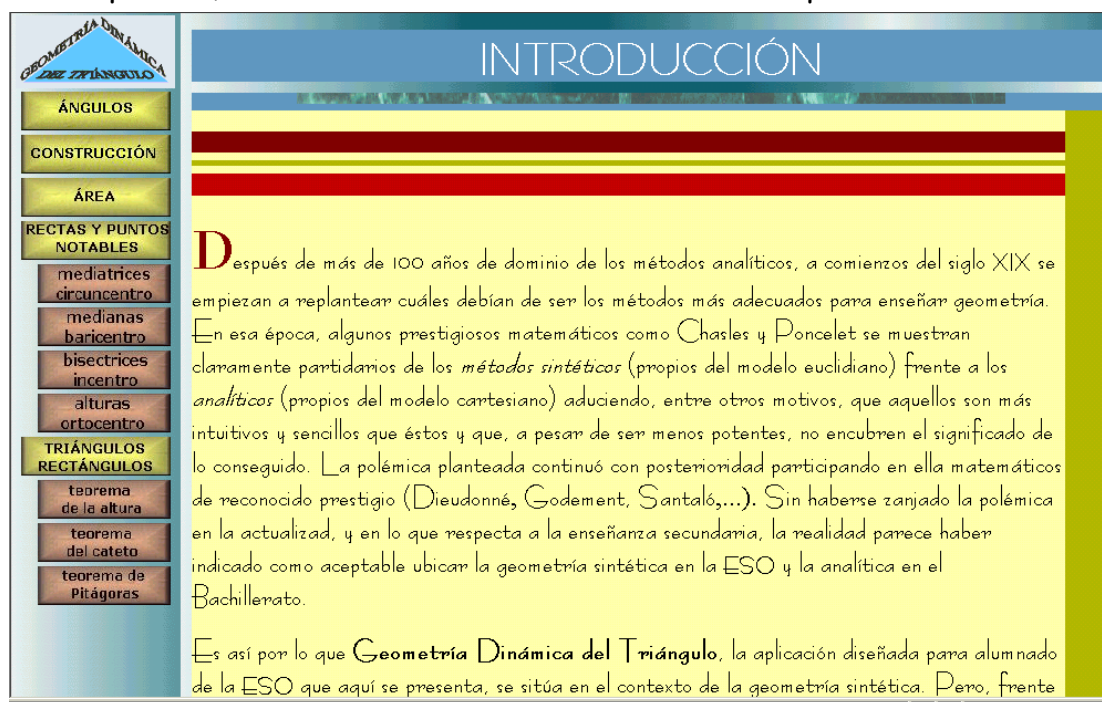 GEOMETRÍA DINÁMICA
DEL TRIÁNGULO
ÁNGULOS
CONSTRUCCIÓN
ÁREA
RECTAS Y PUNTOS
NOTABLES
mediatrices
circuncentro
medianas
baricentro
bisectrices
incentro
alturas
ortocentro
TRIÁNGULOS
RECTÁNGULOS
teorema
de la altura
teorema
del cateto
teorema de
Pitágoras
INTRODUCCIÓN
Después de más de 100 años de dominio de los métodos analíticos, a comienzos del siglo XIX se
empiezan a replantear cuáles debían de ser los métodos más adecuados para enseñar geometría.
En esa época, algunos prestigiosos matemáticos como Chasles y Poncelet se muestran
claramente partidarios de los métodos sintéticos (propios del modelo euclidiano) frente a los
analíticos (propios del modelo cartesiano) aduciendo, entre otros motivos, que aquellos son más
intuitivos y sencillos que éstos y que, a pesar de ser menos potentes, no encubren el significado de
lo conseguido. La polémica planteada continuó con posterioridad participando en ella matemáticos
de reconocido prestigio (Dieudonné, Godement, Santaló,...). Sin haberse zanjado la polémica
en la actualizad, y en lo que respecta a la enseñanza secundaria, la realidad parece haber
indicado como aceptable ubicar la geometría sintética en la ESO y la analítica en el
Bachillerato.
Es así por lo que Geometría Dinámica del Triángulo, la aplicación diseñada para alumnado
de la ESO que aquí se presenta, se sitúa en el contexto de la geometría sintética. Pero, frente